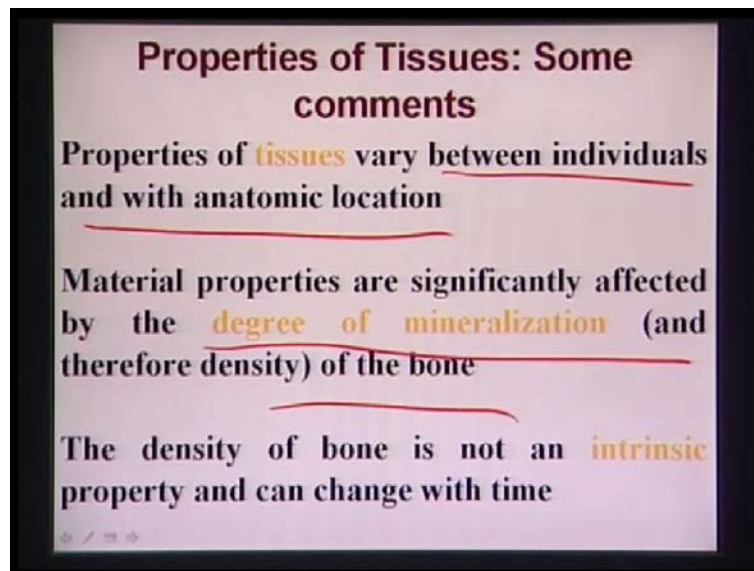 Properties of Tissues: Some
comments
Properties of tissues vary between individuals
and with anatomic location
Material properties are significantly affected
by the degree of mineralization (and
therefore density) of the bone
The density of bone is not an intrinsic
property and can change with time